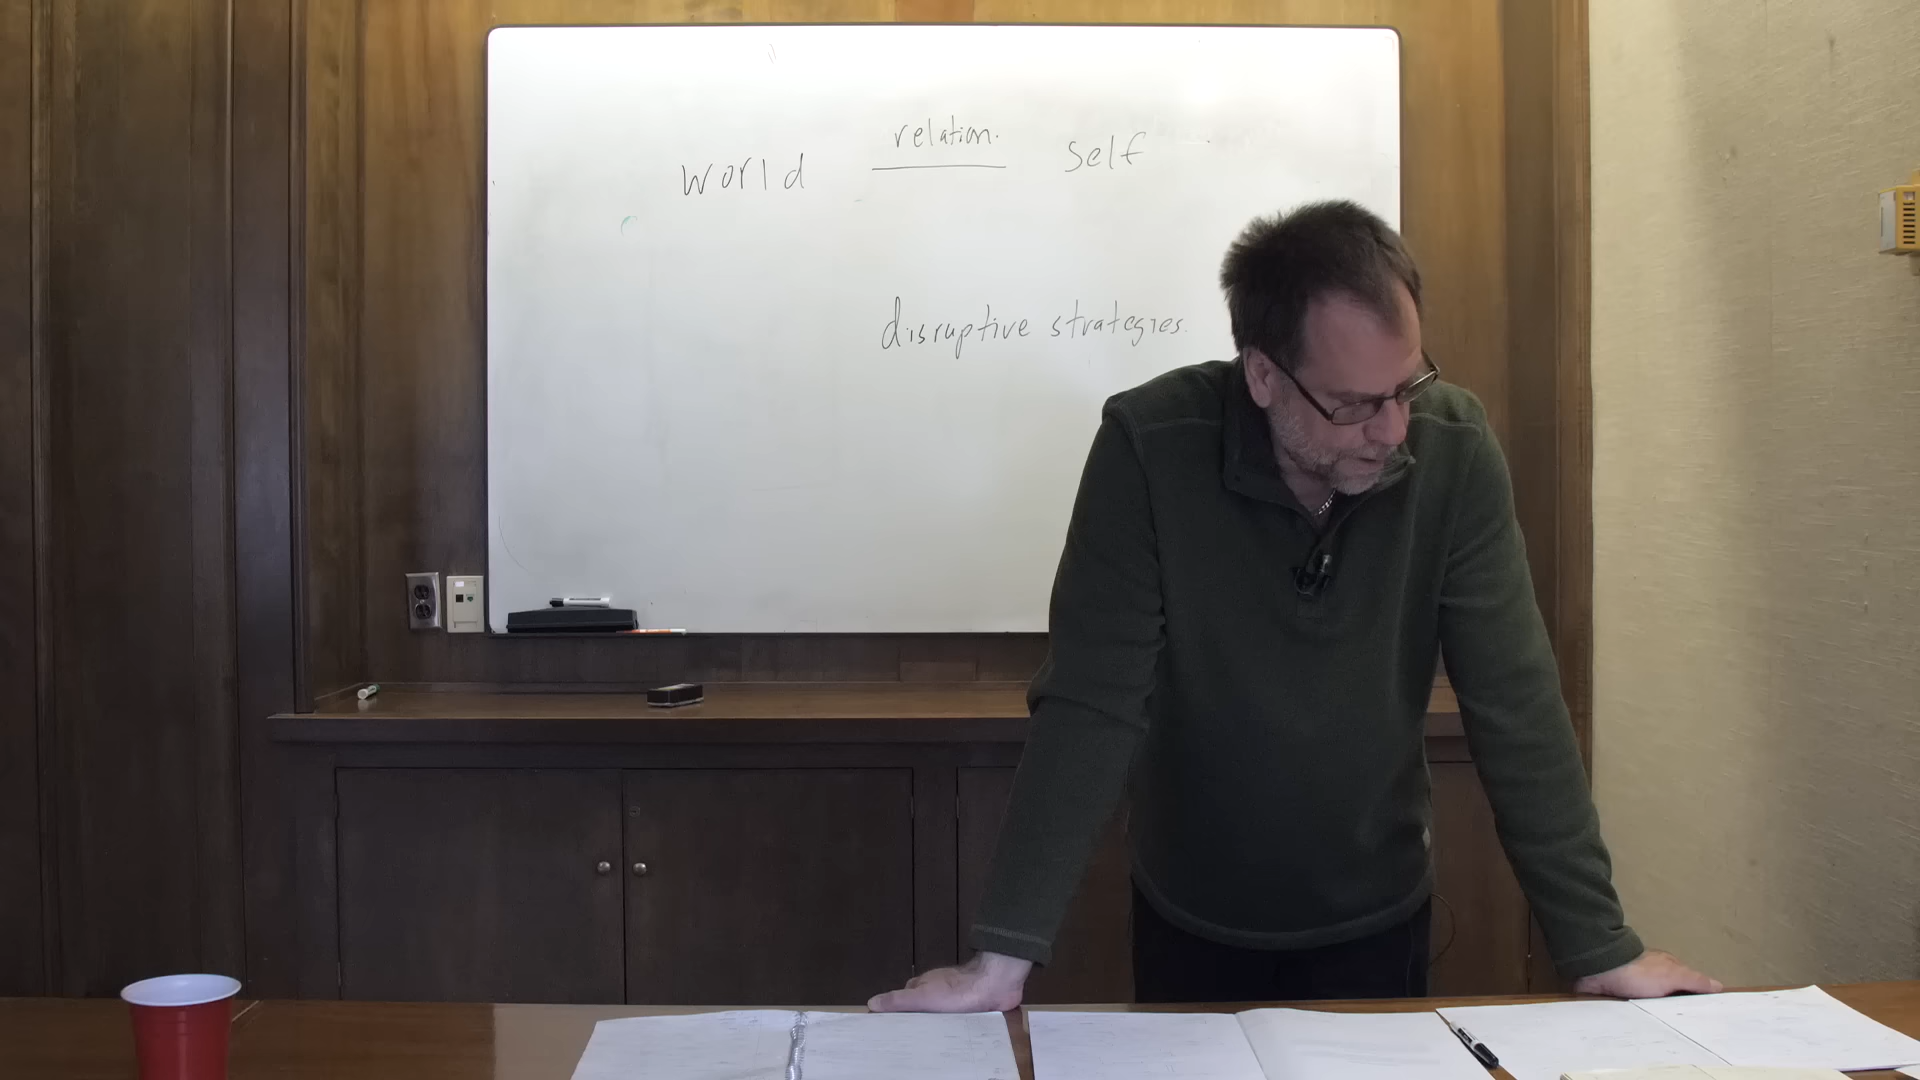 relation.
world self
disruptive strategies.